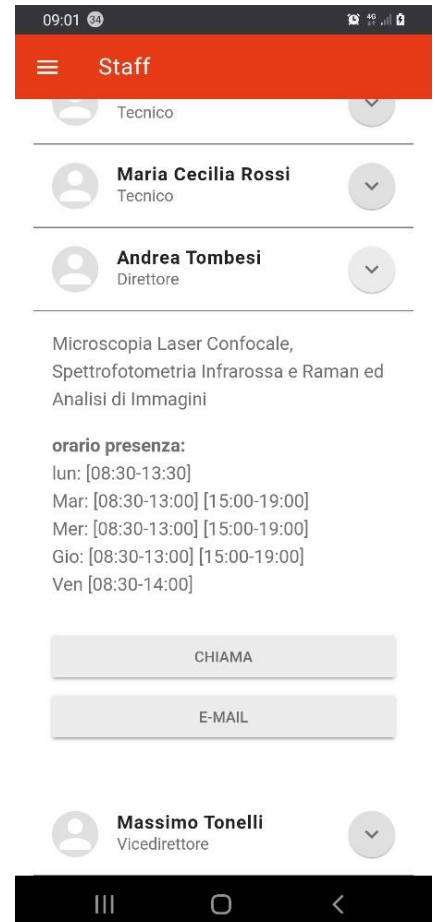 09:01 34 4G
Staff
Tecnico
Maria Cecilia Rossi
Tecnico
Andrea Tombesi
Direttore
Microscopia Laser Confocale,
Spettrofotometria Infrarossa e Raman ed
Analisi di Immagini
orario presenza:
lun: [08:30-13:30]
Mar: [08:30-13:00] [15:00-19:00]
Mer: [08:30-13:00] [15:00-19:00]
Gio: [08:30-13:00] [15:00-19:00]
Ven [08:30-14:00]
CHIAMA
E-MAIL
Massimo Tonelli
Vicedirettore